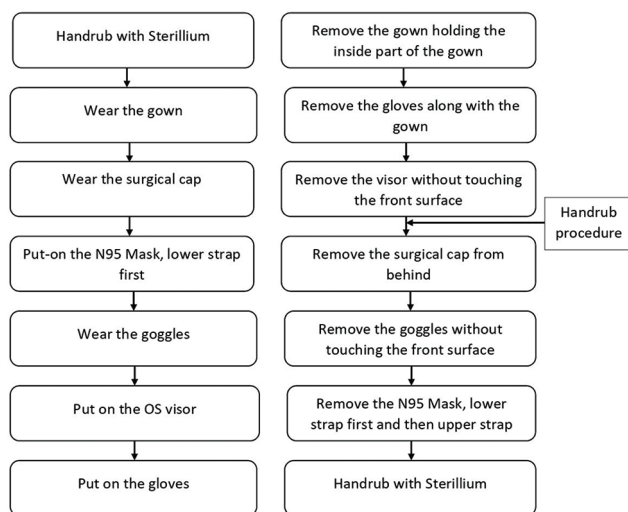 Handrub with Sterillium
Wear the gown
Wear the surgical cap
Put-on the N95 Mask, lower strap
first
Wear the goggles
Put on the OS visor
Put on the gloves
Remove the gown holding the
inside part of the gown
Remove the gloves along with the
gown
Remove the visor without touching
the front surface
Handrub
procedure
Remove the surgical cap from
behind
Remove the goggles without
touching the front surface
Remove the N95 Mask, lower
strap first and then upper strap
Handrub with Sterillium